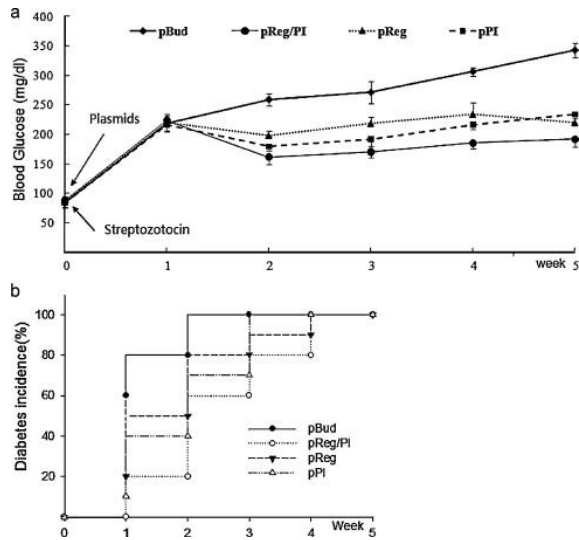 a
pBud pReg/PI pReg pPI
Blood Glucose (mg/dl)
400
350
300
250
200
150
100
50
Plasmids
Streptozotocin
0 1 2 3 4 week 5
b
Diabetes incidence(%)
100
80
60
40
20
pBud
pReg/PI
pReg
pPI
0 1 2 3 4 Week 5